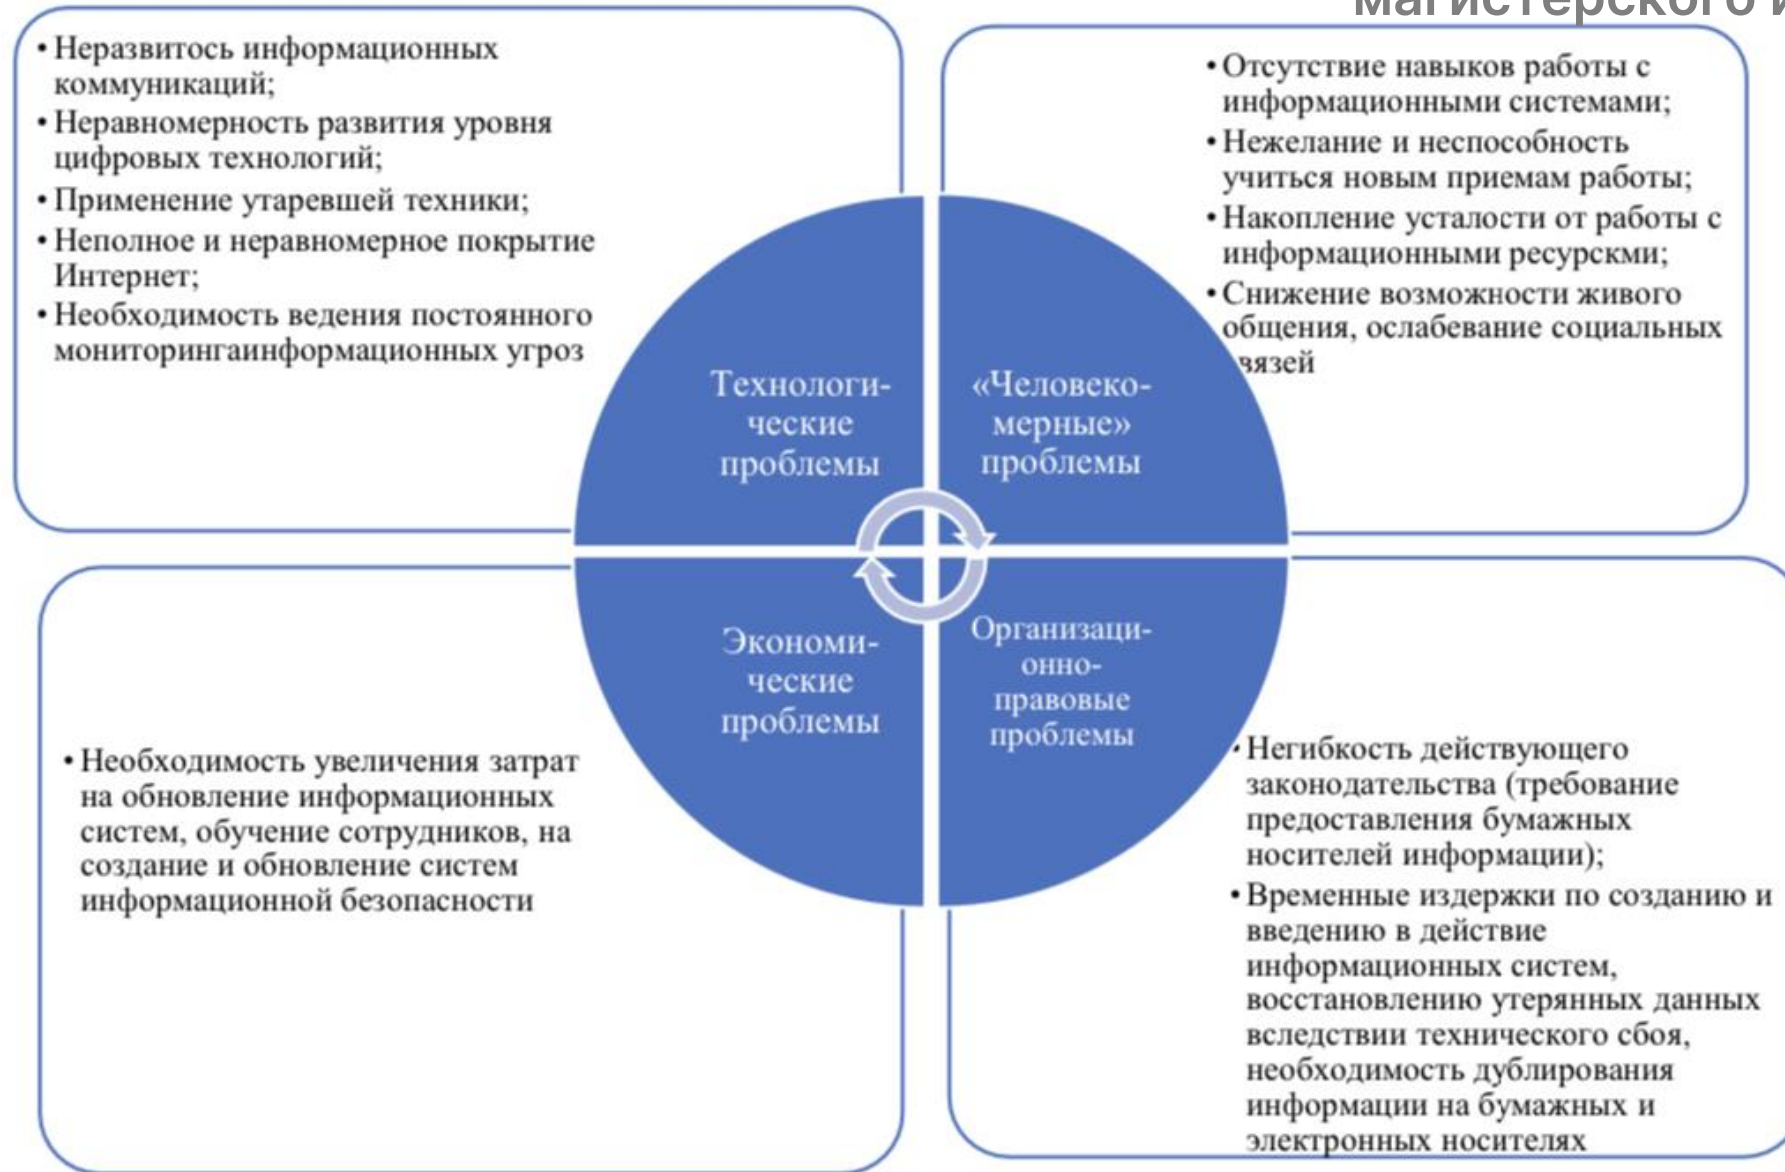 магистерского и
• Неразвитось информационных
коммуникаций;
• Неравномерность развития уровня
цифровых технологий;
• Применение утаревшей техники;
• Неполное и неравномерное покрытие
Интернет;
• Необходимость ведения постоянного
мониторингаинформационных угроз
• Отсутствие навыков работы с
информационными системами;
• Нежелание и неспособность
учиться новым приемам работы;
• Накопление усталости от работы с
информационными ресурскми;
• Снижение возможности живого
общения, ослабевание социальных
вязей
Технологи-
ческие
проблемы
«Человеко-
мерные»
проблемы
Экономи-
ческие
проблемы
Организаци-
онно-
правовые
проблемы
• Необходимость увеличения затрат
на обновление информационных
систем, обучение сотрудников, на
создание и обновление систем
информационной безопасности
• Негибкость действующего
законодательства (требование
предоставления бумажных
носителей информации);
• Временные издержки по созданию и
введению в действие
информационных систем,
восстановлению утерянных данных
вследствии технического сбоя,
необходимость дублирования
информации на бумажных и
электронных носителях